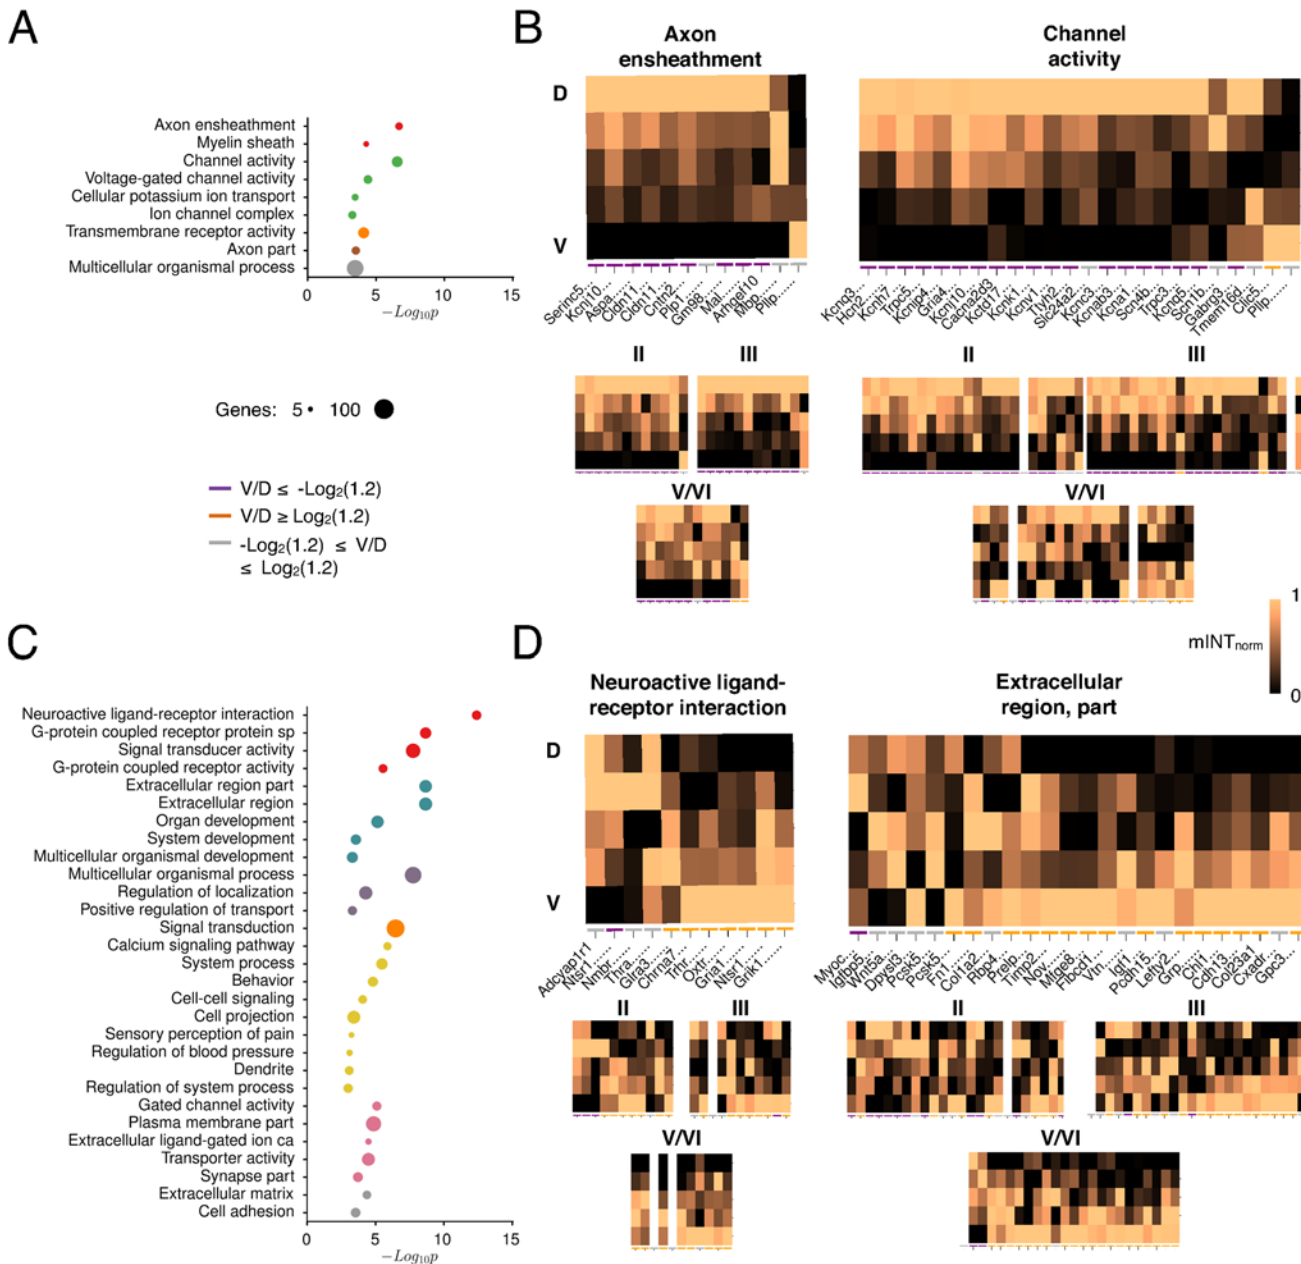 A
Axon ensheathment
Myelin sheath
Channel activity
Voltage-gated channel activity
Cellular potassium ion transport
Ion channel complex
Transmembrane receptor activity
Axon part
Multicellular organismal process
0 5 10 15
−Log₁₀p
Genes: 5 100
V/D ≤ -Log₂(1.2)
V/D ≥ Log₂(1.2)
-Log₂(1.2) ≤ V/D
≤ Log₂(1.2)
B
Axon
ensheathment
Channel
activity
D
V
Serinc5...
Kcnj10...
Aspa......
Cldn11...
Cldn11...
Cntn2...
Plp1......
Gm98......
Mal......
Arhgef10
Mbp......
Pllp......
Kcnq3...
Hcn2......
Kcnh7...
Trpc5...
Kcnip4...
Gria4...
Kcnj10...
Cacna2d3
Kctd17...
Kcnk1...
Kcnv1...
Ttyh2...
Slc24a2...
Kcnc3...
Kcnab3...
Kcna1...
Scn4b...
Trpc3...
Kcnq5...
Scn1b...
Gabrg3...
Tmem16d...
Clic5...
Pllp......
II
III
II
III
V/VI
V/VI
1
mINTnorm
0
C
Neuroactive ligand-receptor interaction
G-protein coupled receptor protein sp
Signal transducer activity
G-protein coupled receptor activity
Extracellular region part
Extracellular region
Organ development
System development
Multicellular organismal development
Multicellular organismal process
Regulation of localization
Positive regulation of transport
Signal transduction
Calcium signaling pathway
System process
Behavior
Cell-cell signaling
Cell projection
Sensory perception of pain
Regulation of blood pressure
Dendrite
Regulation of system process
Gated channel activity
Plasma membrane part
Extracellular ligand-gated ion ca
Transporter activity
Synapse part
Extracellular matrix
Cell adhesion
0 5 10 15
−Log₁₀p
D
Neuroactive ligand-
receptor interaction
Extracellular
region, part
D
V
Adcyap1r1
Ntsr1......
Nmbr......
Thra......
Glra3...
Chrna7...
Trhr......
Oxtr......
Gria1...
Ntsr1......
Grik1......
Myoc...
Igfbp5...
Wnt5a...
Dpysl3...
Pcsk5...
Pcsk5...
Fn1......
Col1a2...
Rbp4...
Prelp...
Timp2...
Nov......
Mfge8...
Fibcd1...
Vtn......
Igf1......
Pcdh15...
Lefty2...
Grp......
Chi1...
Cdh13...
Col23a1
Cxadr...
Gpc3...
II
III
II
III
V/VI
V/VI